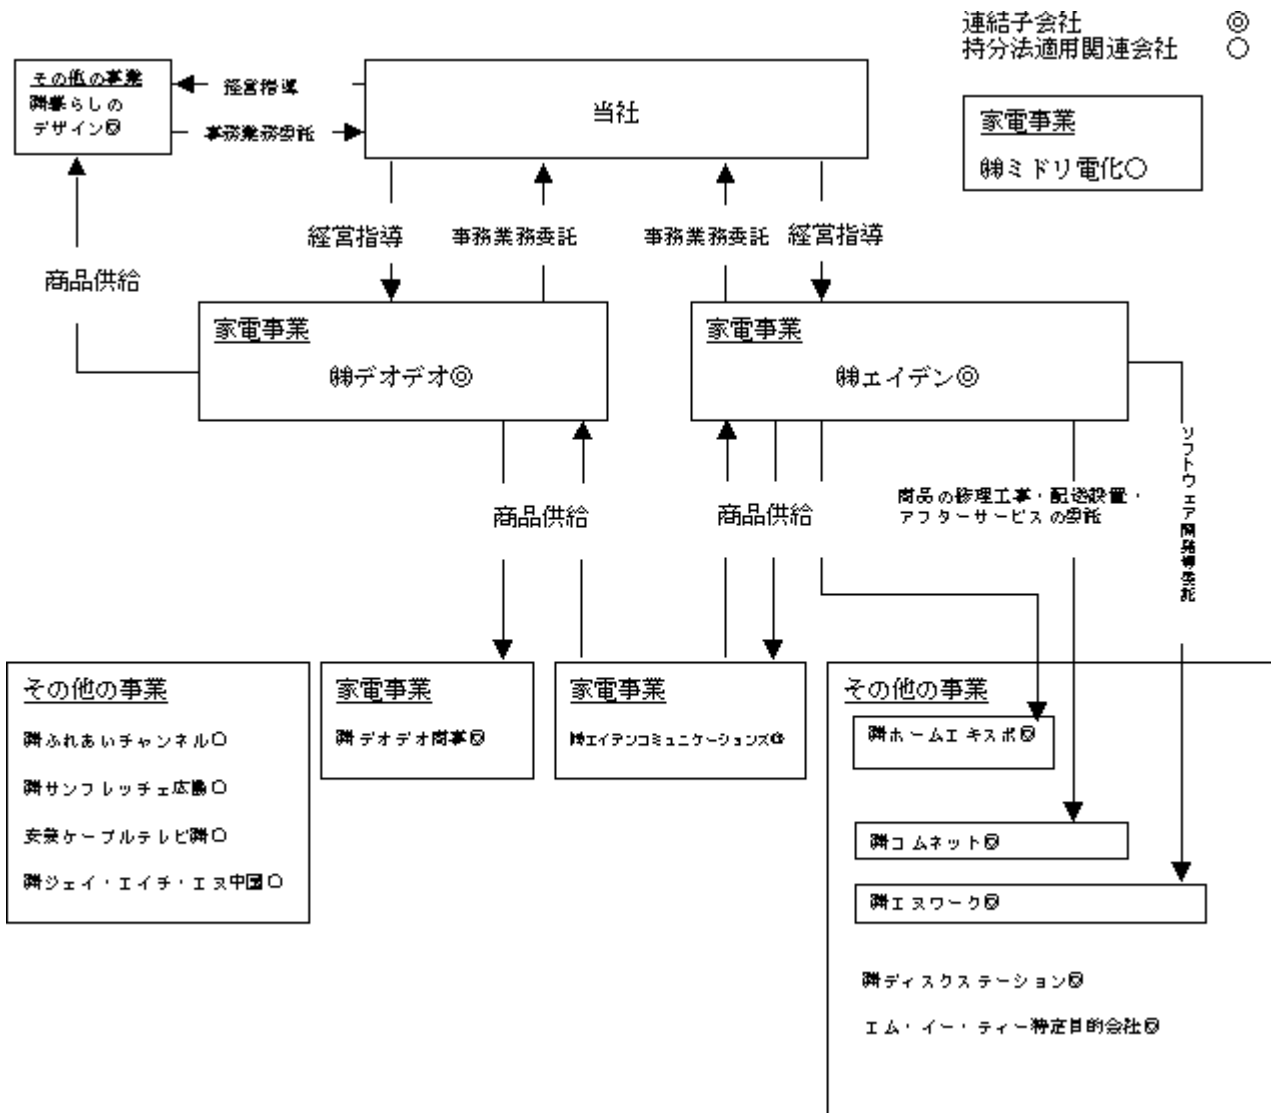 連結子会社 ◎
持分法適用関連会社 ○
その他の事業
㈱暮らしの
デザイン◎
経営指導
事務業務委託
当社
家電事業
㈱ミドリ電化○
経営指導
事務業務委託
事務業務委託
経営指導
商品供給
家電事業
㈱デオデオ◎
家電事業
㈱エイデン◎
商品供給
商品供給
商品の修理工事・配送設置・
アフターサービスの委託
ソフトウェア開発等委託
その他の事業
㈱ふれあいチャンネル○
㈱サンフレッチェ広島○
安芸ケーブルテレビ㈱○
㈱ジェイ・エイチ・エヌ中国○
家電事業
㈱デオデオ商事◎
家電事業
㈱エイデンコミュニケーションズ◎
その他の事業
㈱ホームエキスポ◎
㈱コムネット◎
㈱エヌワーク◎
㈱ディスクステーション◎
エム・イー・ティー特定目的会社◎